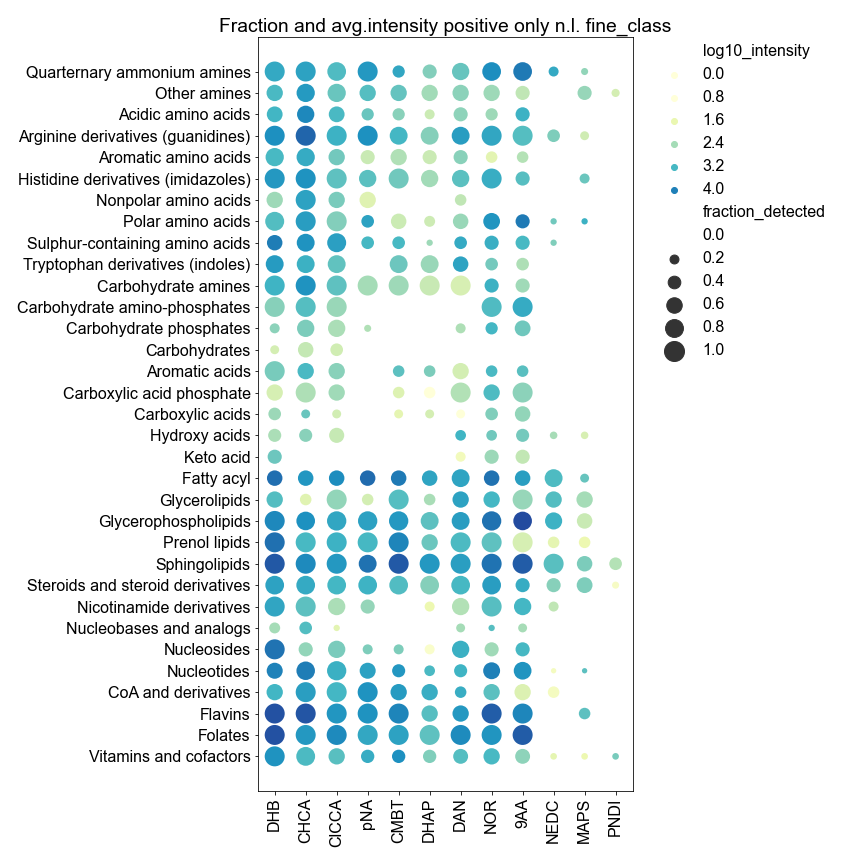 Fraction and avg.intensity positive only n.l. fine_class
Quarternary ammonium amines
Other amines
Acidic amino acids
Arginine derivatives (guanidines)
Aromatic amino acids
Histidine derivatives (imidazoles)
Nonpolar amino acids
Polar amino acids
Sulphur-containing amino acids
Tryptophan derivatives (indoles)
Carbohydrate amines
Carbohydrate amino-phosphates
Carbohydrate phosphates
Carbohydrates
Aromatic acids
Carboxylic acid phosphate
Carboxylic acids
Hydroxy acids
Keto acid
Fatty acyl
Glycerolipids
Glycerophospholipids
Prenol lipids
Sphingolipids
Steroids and steroid derivatives
Nicotinamide derivatives
Nucleobases and analogs
Nucleosides
Nucleotides
CoA and derivatives
Flavins
Folates
Vitamins and cofactors
DHB
CHCA
ClCCA
pNA
CMBT
DHAP
DAN
NOR
9AA
NEDC
MAPS
PNDI
log10_intensity
0.0
0.8
1.6
2.4
3.2
4.0
fraction_detected
0.0
0.2
0.4
0.6
0.8
1.0